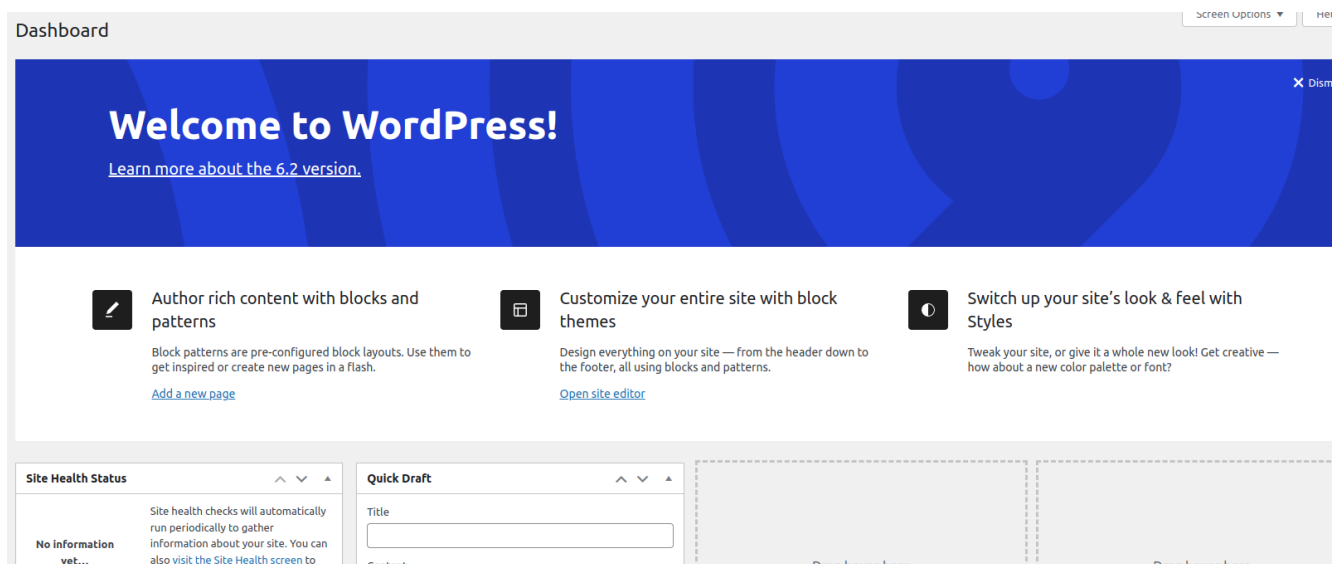 Screen Options
Dashboard
Welcome to WordPress!
Learn more about the 6.2 version.
Author rich content with blocks and
patterns
Block patterns are pre-configured block layouts. Use them to
get inspired or create new pages in a flash.
Add a new page
Customize your entire site with block
themes
Design everything on your site — from the header down to
the footer, all using blocks and patterns.
Open site editor
Switch up your site’s look & feel with
Styles
Tweak your site, or give it a whole new look! Get creative —
how about a new color palette or font?
Site Health Status
No information
yet…
Site health checks will automatically
run periodically to gather
information about your site. You can
also visit the Site Health screen to
Quick Draft
Title